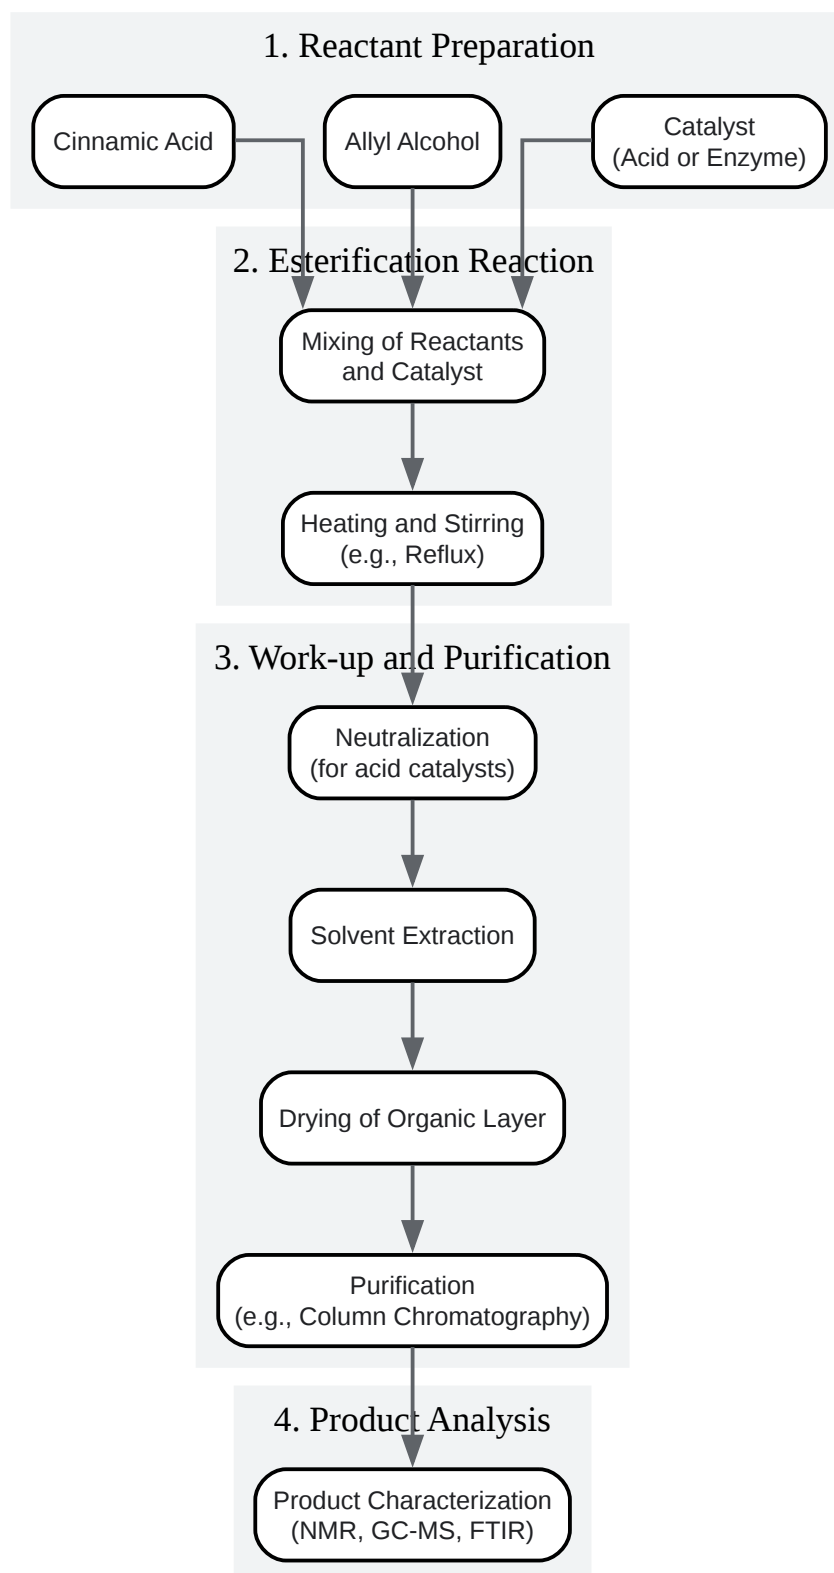 1. Reactant Preparation
Cinnamic Acid
Allyl Alcohol
Catalyst
(Acid or Enzyme)
2. Esterification Reaction
Mixing of Reactants
and Catalyst
Heating and Stirring
(e.g., Reflux)
3. Work-up and Purification
Neutralization
(for acid catalysts)
Solvent Extraction
Drying of Organic Layer
Purification
(e.g., Column Chromatography)
4. Product Analysis
Product Characterization
(NMR, GC-MS, FTIR)